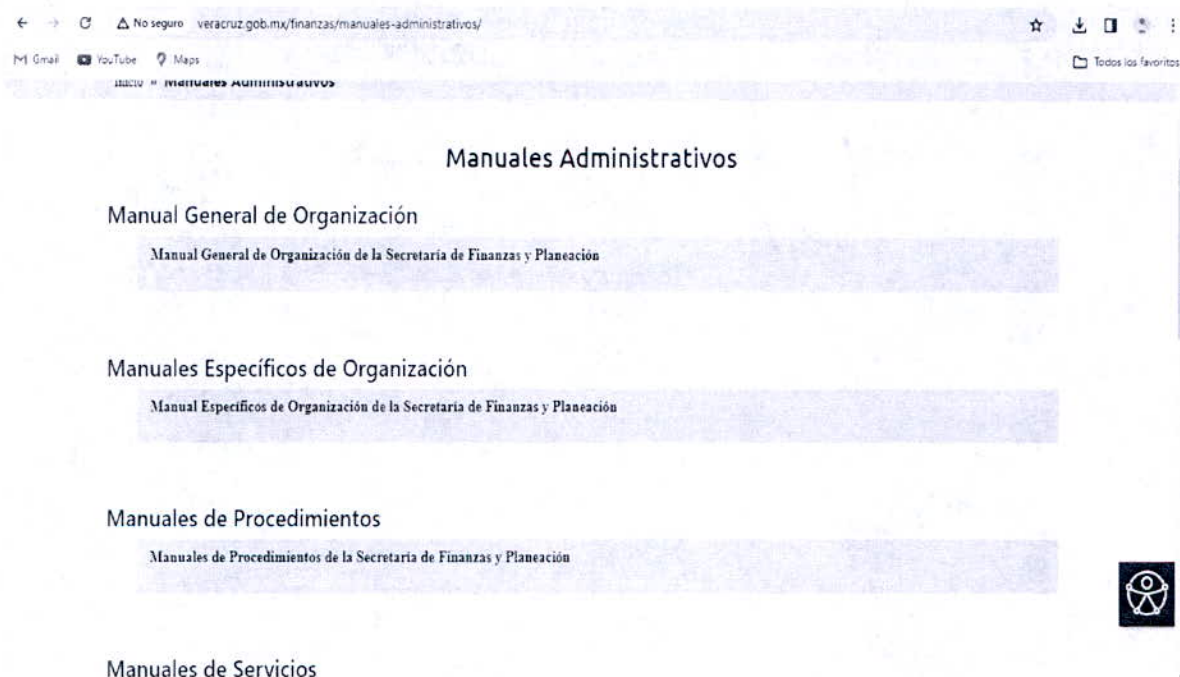 No seguro veracruz.gob.mx/finanzas/manuales-administrativos/
Gmail YouTube Maps Todos los favoritos
Inicio » Manuales Administrativos
Manuales Administrativos
Manual General de Organización
Manual General de Organización de la Secretaría de Finanzas y Planeación
Manuales Específicos de Organización
Manual Específicos de Organización de la Secretaría de Finanzas y Planeación
Manuales de Procedimientos
Manuales de Procedimientos de la Secretaría de Finanzas y Planeación
Manuales de Servicios